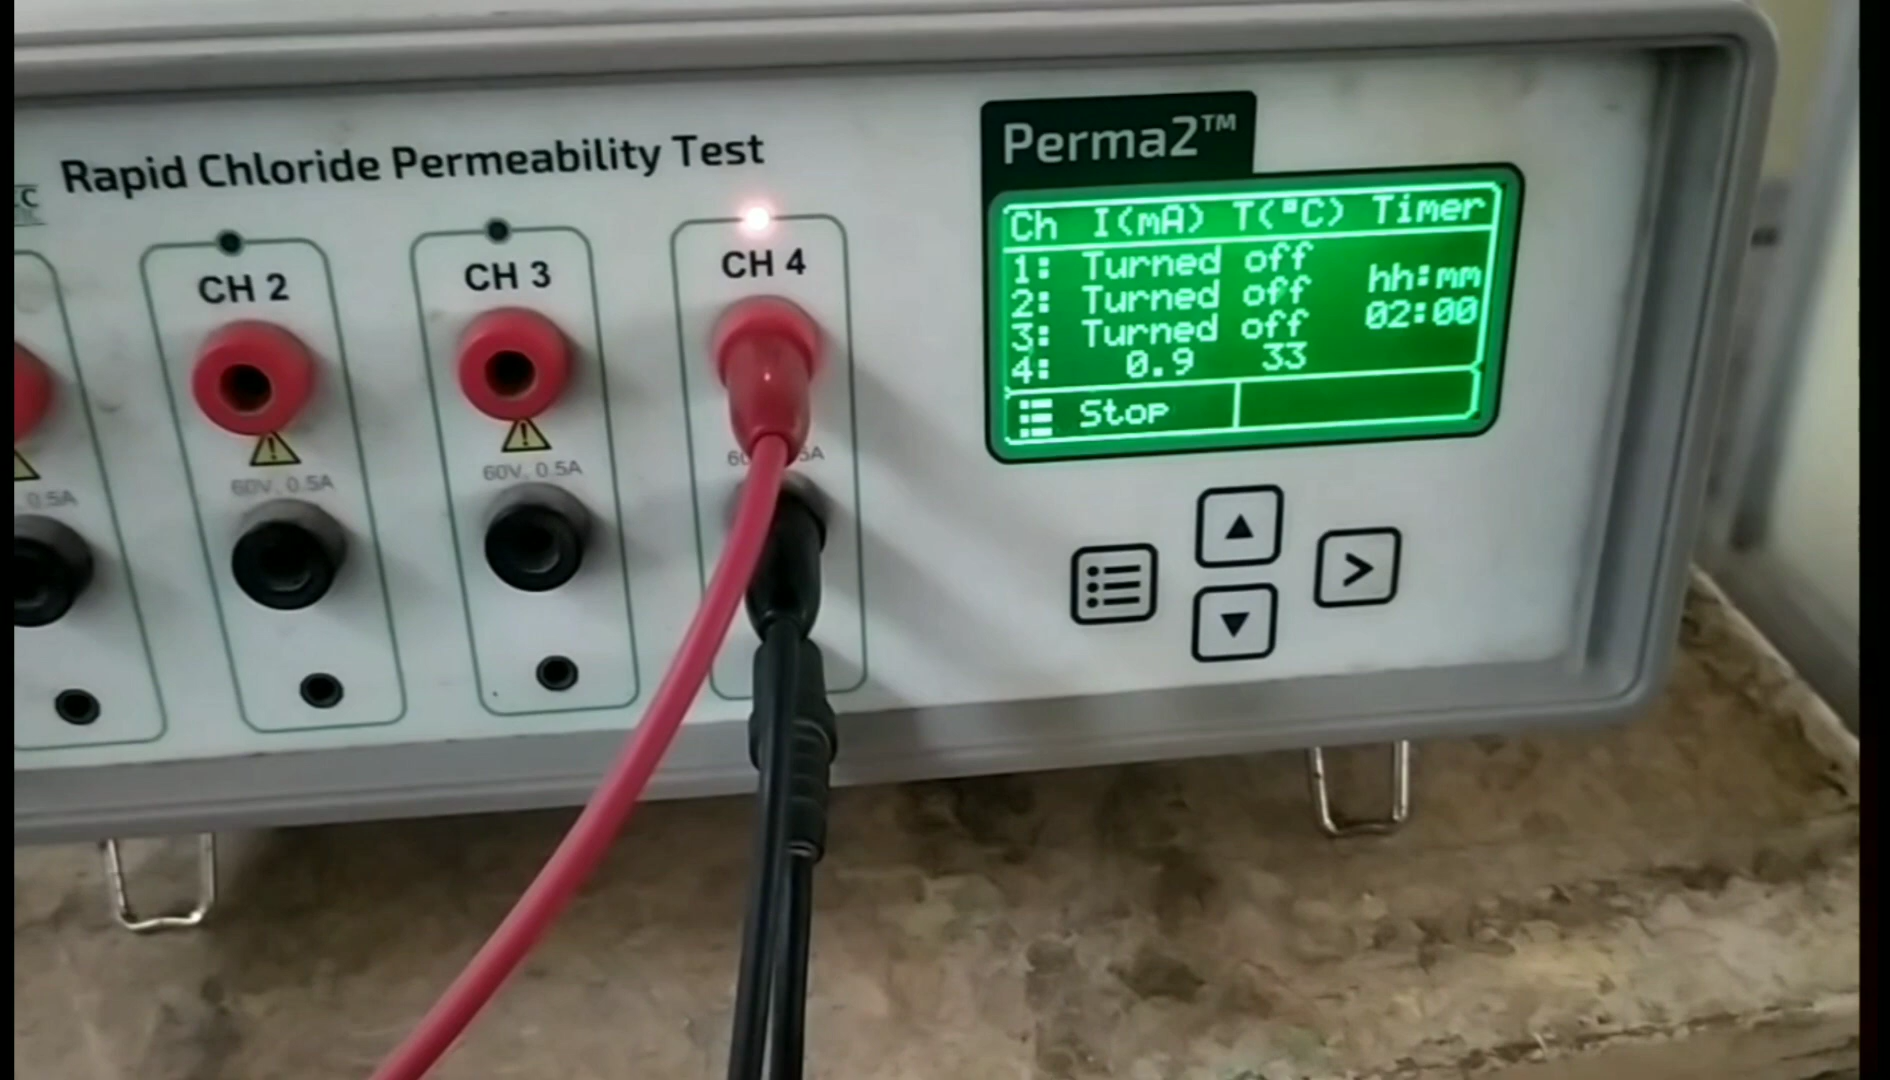 Rapid Chloride Permeability Test
Perma2™
CH 2
CH 3
CH 4
60V, 0.5A
60V, 0.5A
0.5A
Ch I(mA) T(°C) Timer
1: Turned off
2: Turned off
3: Turned off
4: 0.9 33
hh:mm
02:00
Stop